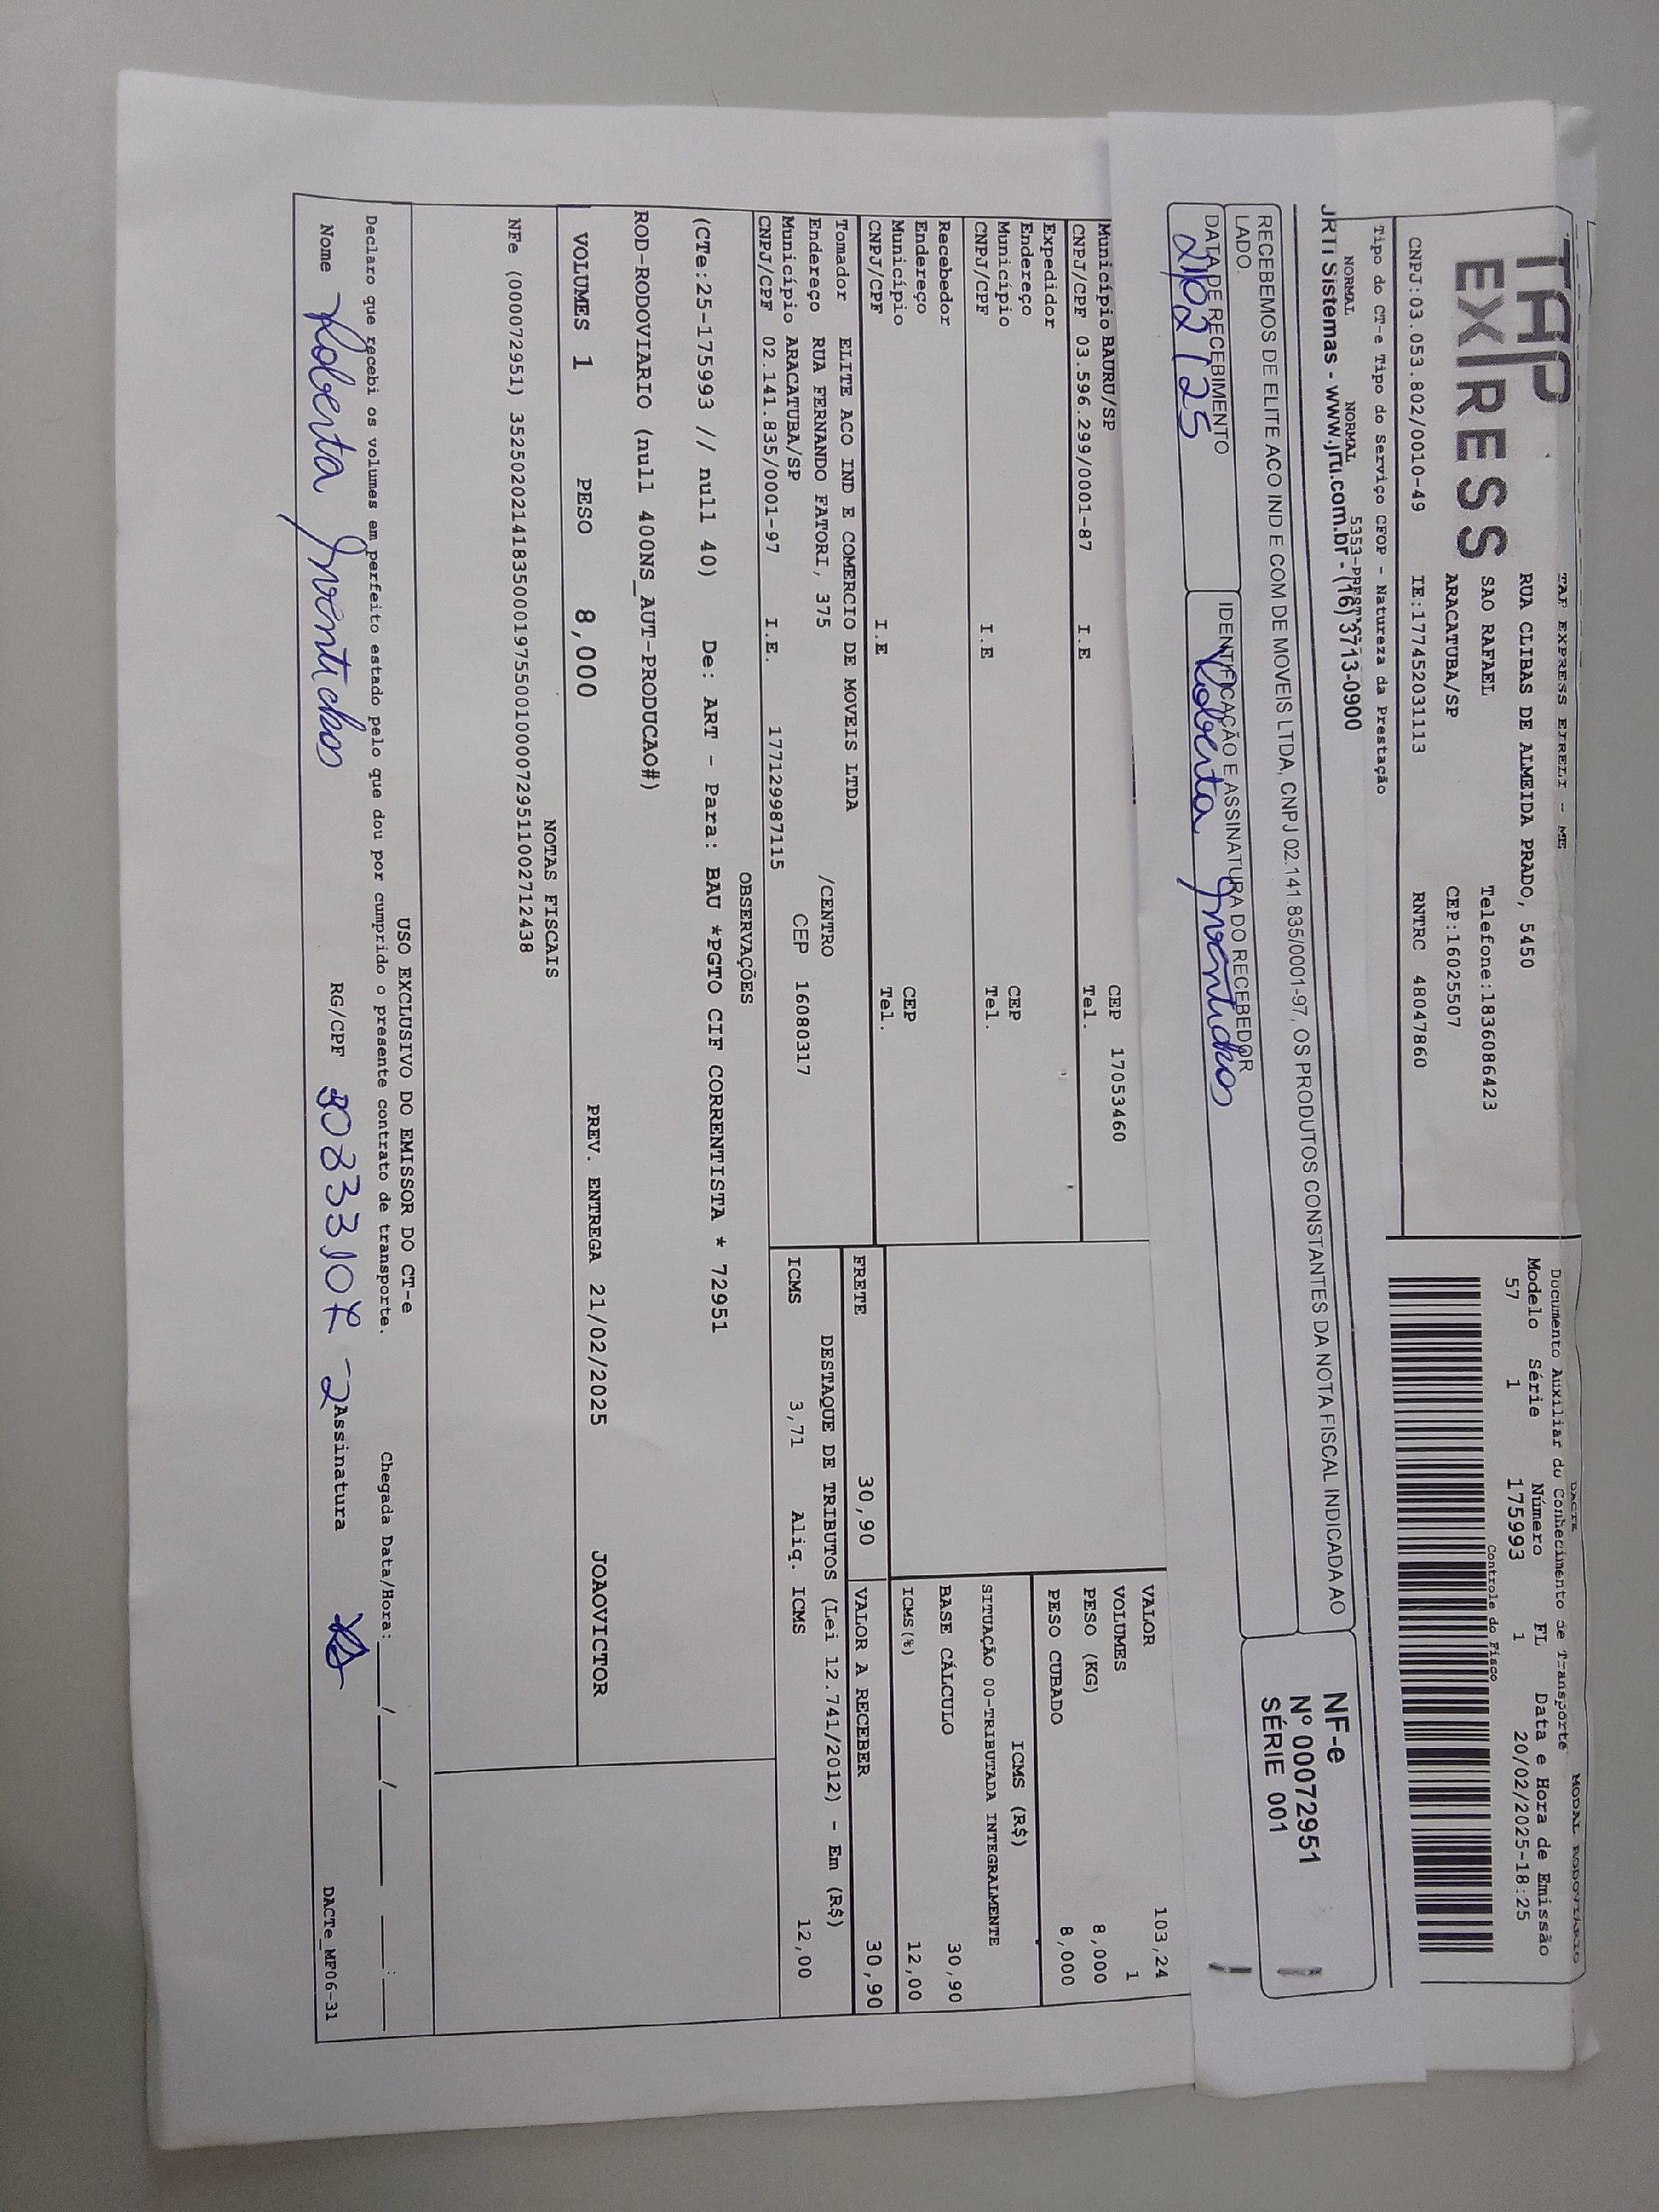 TAP
EXPRESS
TAP EXPRESS EIRELI - ME
RUA CLIBAS DE ALMEIDA PRADO, 5450
SAO RAFAEL Telefone:1836086423
ARACATUBA/SP CEP:16025507
CNPJ:03.053.802/0010-49 IE:177452031113 RNTRC 48047860
DACTE
MODAL RODOVIÁRIO
Documento Auxiliar do Conhecimento de Transporte
Modelo Série Número FL Data e Hora de Emissão
57 1 175993 1 20/02/2025-18:25
Controle do Fisco
Tipo do CT-e Tipo do Serviço CFOP - Natureza da Prestação
NORMAL NORMAL
JRTI Sistemas - www.jrti.com.br - (16) 3713-0900
RECEBEMOS DE ELITE ACO IND E COM DE MOVEIS LTDA, CNPJ 02.141.835/0001-97, OS PRODUTOS CONSTANTES DA NOTA FISCAL INDICADA AO
LADO.
DATA DE RECEBIMENTO
21/02/25
IDENTIFICAÇÃO E ASSINATURA DO RECEBEDOR
Roberta
NF-e
Nº 00072951
SÉRIE 001
Município BAURU/SP CEP 17053460
CNPJ/CPF 03.596.299/0001-87 I.E Tel.
Expedidor
Endereço
Município CEP
CNPJ/CPF I.E Tel.
Recebedor
Endereço
Município CEP
CNPJ/CPF I.E Tel.
Tomador ELITE ACO IND E COMERCIO DE MOVEIS LTDA
Endereço RUA FERNANDO FATORI, 375 /CENTRO
Município ARACATUBA/SP CEP 16080317
CNPJ/CPF 02.141.835/0001-97 I.E. 177129987115
VALOR 103,24
VOLUMES 1
PESO (KG) 8,000
PESO CUBADO 8,000
ICMS (R$)
SITUAÇÃO 00-TRIBUTADA INTEGRALMENTE
BASE CÁLCULO 30,90
ICMS(%) 12,00
FRETE 30,90 VALOR A RECEBER 30,90
DESTAQUE DE TRIBUTOS (Lei 12.741/2012) - Em (R$)
ICMS 3,71 Aliq. ICMS 12,00
OBSERVAÇÕES
(CTe:25-175993 // null 40) De: ART - Para: BAU *PGTO CIF CORRENTISTA * 72951
ROD-RODOVIARIO (null 400NS_AUT-PRODUCAO#)
VOLUMES 1 PESO 8,000 PREV. ENTREGA 21/02/2025 JOAOVICTOR
NOTAS FISCAIS
NFe (000072951) 35250202141835000197550010000729511002712438
USO EXCLUSIVO DO EMISSOR DO CT-e
Declaro que recebi os volumes em perfeito estado pelo que dou por cumprido o presente contrato de transporte. Chegada Data/Hora: ____/____/____ ____:____
Nome Roberta RG/CPF Assinatura DACTe_MF06-31